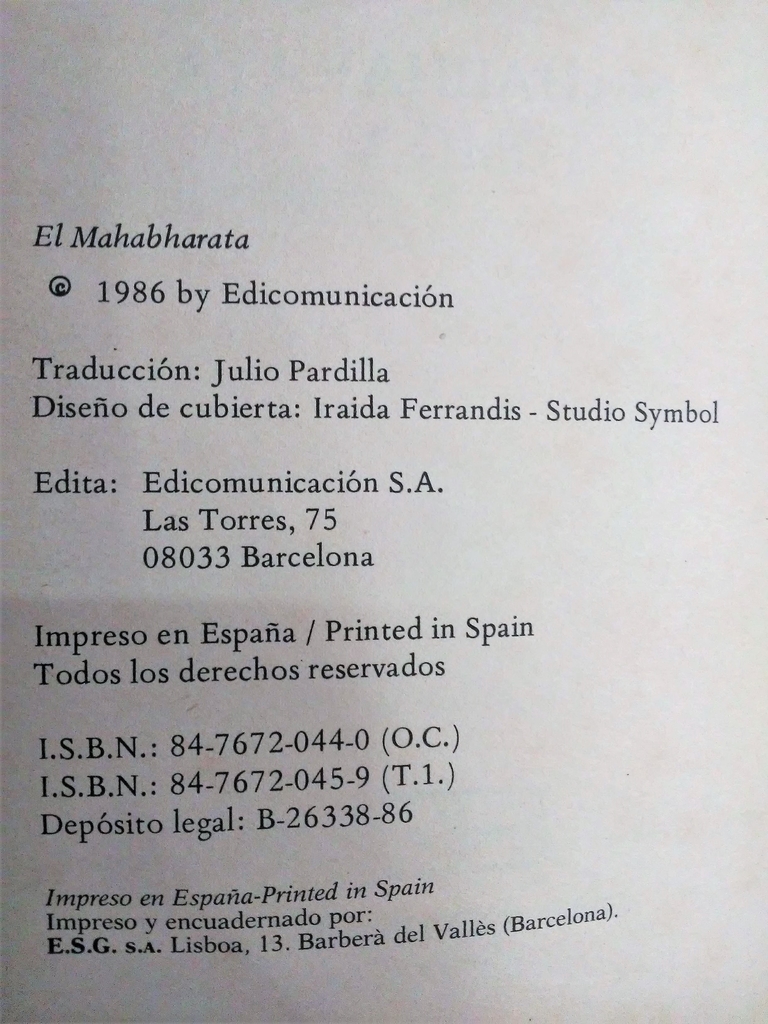 El Mahabharata
© 1986 by Edicomunicación
Traducción: Julio Pardilla
Diseño de cubierta: Iraida Ferrandis - Studio Symbol
Edita: Edicomunicación S.A.
Las Torres, 75
08033 Barcelona
Impreso en España / Printed in Spain
Todos los derechos reservados
I.S.B.N.: 84-7672-044-0 (O.C.)
I.S.B.N.: 84-7672-045-9 (T.1.)
Depósito legal: B-26338-86
Impreso en España-Printed in Spain
Impreso y encuadernado por:
E.S.G. S.A. Lisboa, 13. Barberà del Vallès (Barcelona).